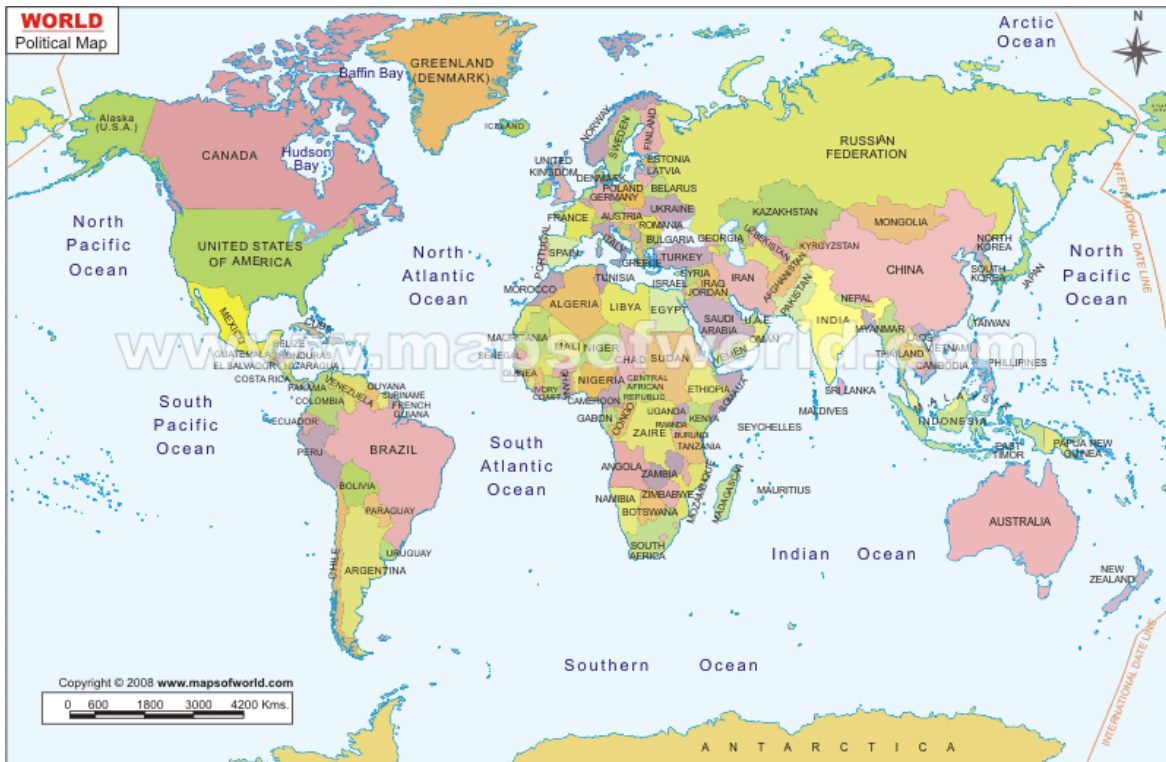 WORLD
Political Map
Arctic
Ocean
N
GREENLAND
(DENMARK)
Baffin Bay
Alaska
(U.S.A.)
ICELAND
CANADA
Hudson
Bay
NORWAY
SWEDEN
FINLAND
RUSSIAN
FEDERATION
UNITED
KINGDOM
ESTONIA
LATVIA
DENMARK
POLAND
BELARUS
GERMANY
UKRAINE
FRANCE
AUSTRIA
ROMANIA
KAZAKHSTAN
MONGOLIA
INTERNATIONAL DATE LINE
North
Pacific
Ocean
UNITED STATES
OF AMERICA
North
Atlantic
Ocean
PORTUGAL
SPAIN
ITALY
BULGARIA
GEORGIA
UZBEKISTAN
KYRGYZSTAN
NORTH
KOREA
North
Pacific
Ocean
GREECE
TURKEY
CHINA
SOUTH
KOREA
JAPAN
TUNISIA
SYRIA
IRAQ
IRAN
AFGHANISTAN
MOROCCO
ISRAEL
JORDAN
PAKISTAN
NEPAL
ALGERIA
LIBYA
EGYPT
MEXICO
CUBA
SAUDI
ARABIA
U.A.E.
OMAN
INDIA
MYANMAR
TAIWAN
www.mapsofworld.com
MAURITANIA
MALI
NIGER
CHAD
SUDAN
YEMEN
BELIZE
GUATEMALA
HONDURAS
EL SALVADOR
NICARAGUA
SENEGAL
THAILAND
LAOS
VIETNAM
CAMBODIA
PHILLIPINES
COSTA RICA
PANAMA
VENEZUELA
GUYANA
SURINAME
FRENCH
GUIANA
GUINEA
IVORY
COAST
GHANA
NIGERIA
CENTRAL
AFRICAN
REPUBLIC
ETHIOPIA
SOMALIA
SRI LANKA
MALAYSIA
COLOMBIA
CAMEROON
MALDIVES
South
Pacific
Ocean
ECUADOR
GABON
CONGO
UGANDA
KENYA
RWANDA
SEYCHELLES
INDONESIA
ZAIRE
BURUNDI
TANZANIA
EAST
TIMOR
PAPUA NEW
GUINEA
PERU
BRAZIL
South
Atlantic
Ocean
ANGOLA
ZAMBIA
BOLIVIA
ZIMBABWE
MOZAMBIQUE
MADAGASCAR
MAURITIUS
NAMIBIA
BOTSWANA
PARAGUAY
AUSTRALIA
SOUTH
AFRICA
URUGUAY
CHILE
ARGENTINA
Indian Ocean
NEW
ZEALAND
Southern Ocean
INTERNATIONAL DATE LINE
Copyright © 2008 www.mapsofworld.com
0 600 1800 3000 4200 Kms.
ANTARCTICA